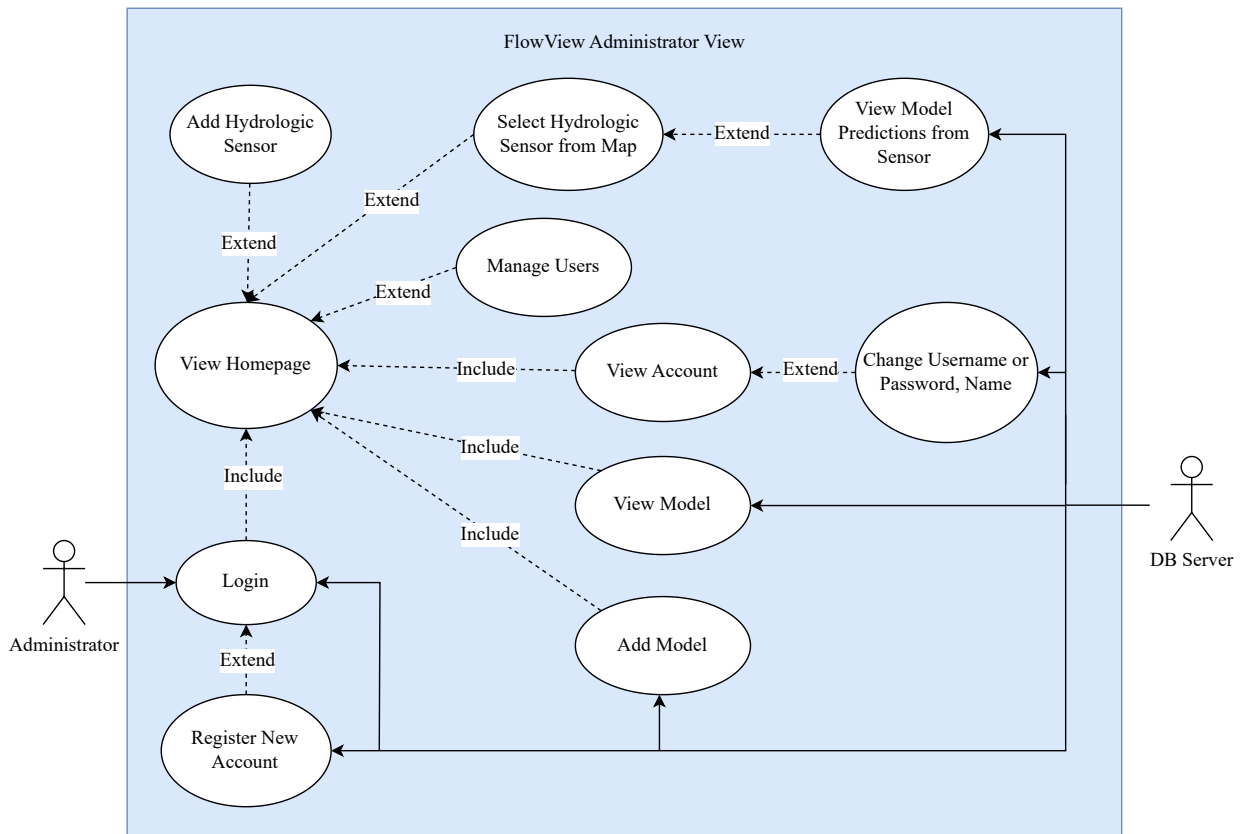 FlowView Administrator View
Add Hydrologic
Sensor
Select Hydrologic
Sensor from Map
Extend
View Model
Predictions from
Sensor
Extend
Extend
Manage Users
Extend
View Homepage
Include
View Account
Extend
Change Username or
Password, Name
Include
Include
View Model
Include
DB Server
Login
Administrator
Add Model
Extend
Register New
Account